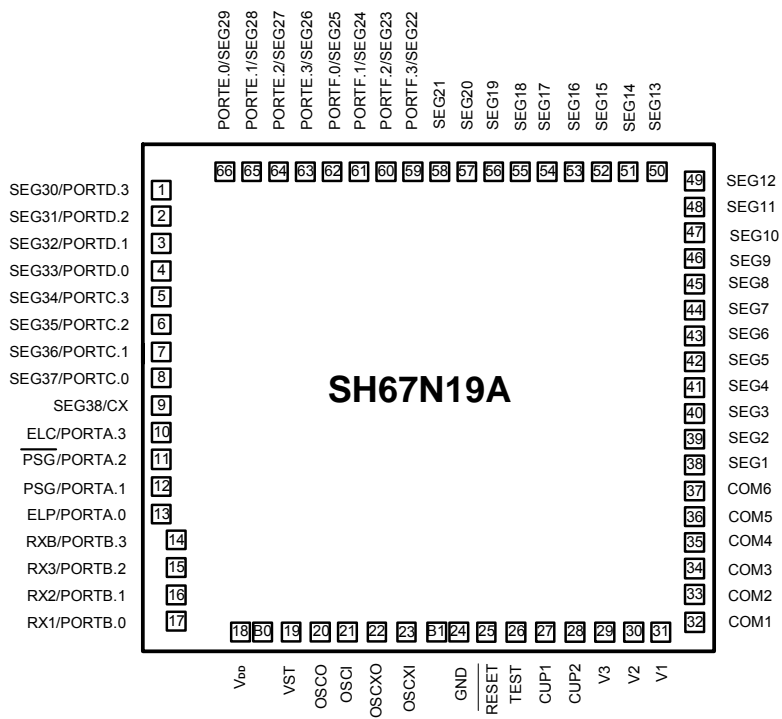 PORTE.0/SEG29
PORTE.1/SEG28
PORTE.2/SEG27
PORTE.3/SEG26
PORTF.0/SEG25
PORTF.1/SEG24
PORTF.2/SEG23
PORTF.3/SEG22
SEG21
SEG20
SEG19
SEG18
SEG17
SEG16
SEG15
SEG14
SEG13
66 65 64 63 62 61 60 59 58 57 56 55 54 53 52 51 50
SEG30/PORTD.3 1
SEG31/PORTD.2 2
SEG32/PORTD.1 3
SEG33/PORTD.0 4
SEG34/PORTC.3 5
SEG35/PORTC.2 6
SEG36/PORTC.1 7
SEG37/PORTC.0 8
SEG38/CX 9
ELC/PORTA.3 10
PSG/PORTA.2 11
PSG/PORTA.1 12
ELP/PORTA.0 13
RXB/PORTB.3 14
RX3/PORTB.2 15
RX2/PORTB.1 16
RX1/PORTB.0 17
SH67N19A
49 SEG12
48 SEG11
47 SEG10
46 SEG9
45 SEG8
44 SEG7
43 SEG6
42 SEG5
41 SEG4
40 SEG3
39 SEG2
38 SEG1
37 COM6
36 COM5
35 COM4
34 COM3
33 COM2
32 COM1
18 B0 19 20 21 22 23 B1 24 25 26 27 28 29 30 31
VDD
VST
OSCO
OSCI
OSCXO
OSCXI
GND
RESET
TEST
CUP1
CUP2
V3
V2
V1